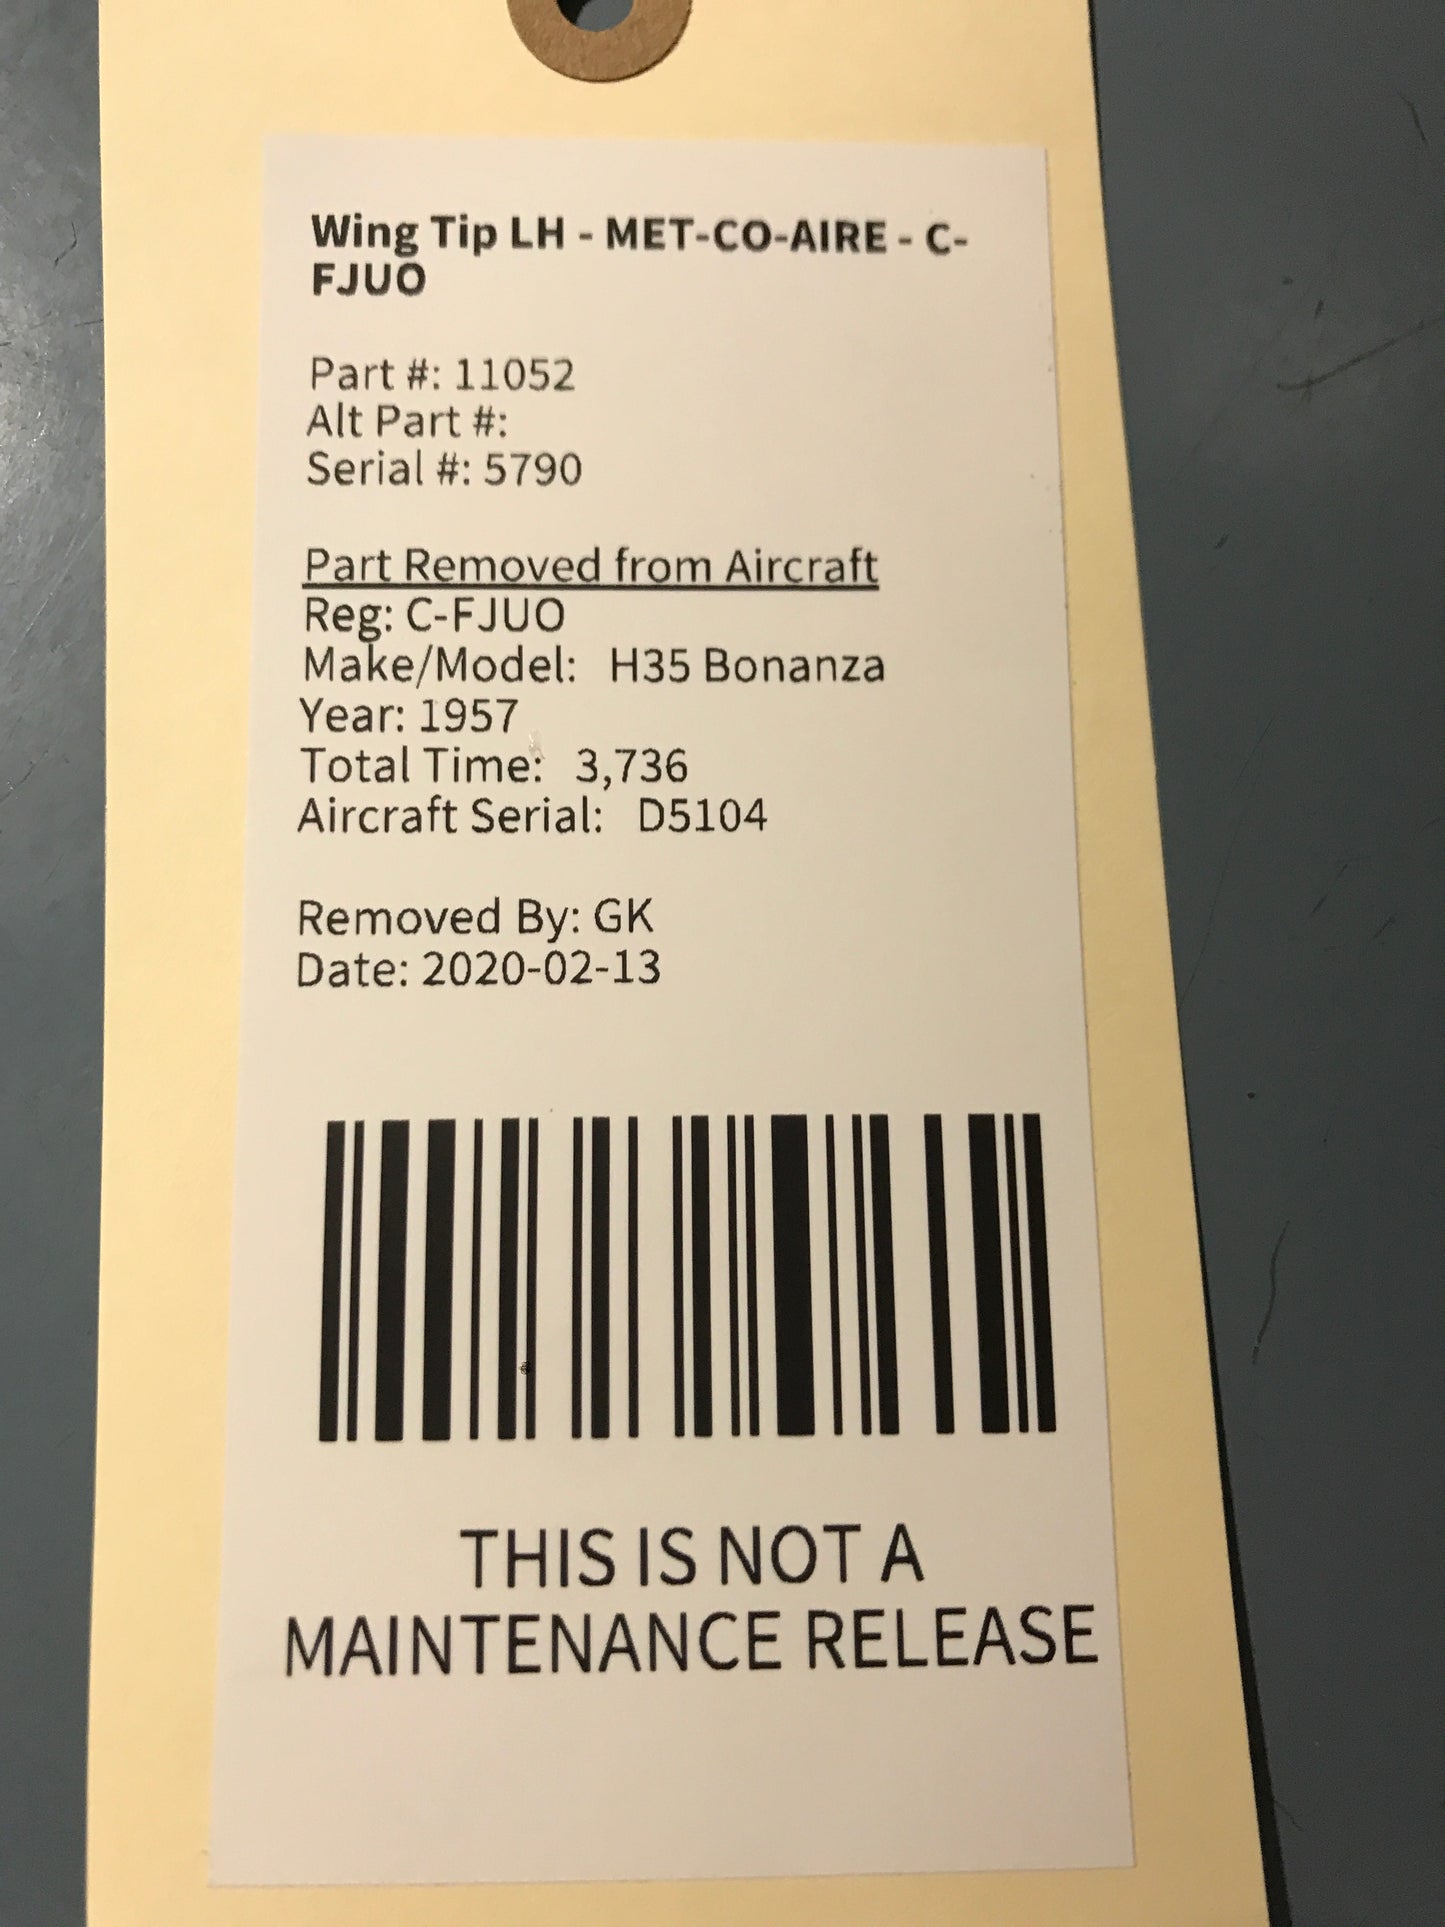 Wing Tip LH - MET-CO-AIRE - C-
FJUO
Part #: 11052
Alt Part #:
Serial #: 5790
Part Removed from Aircraft
Reg: C-FJUO
Make/Model: H35 Bonanza
Year: 1957
Total Time: 3,736
Aircraft Serial: D5104
Removed By: GK
Date: 2020-02-13
THIS IS NOT A
MAINTENANCE RELEASE